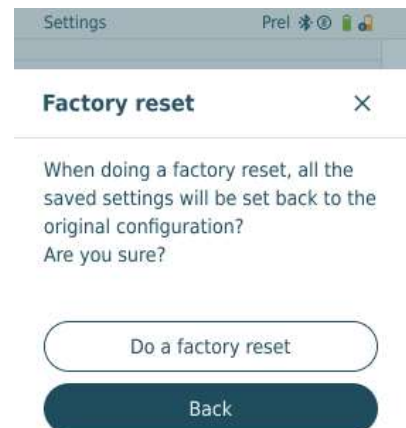 Settings Prel
Factory reset
When doing a factory reset, all the
saved settings will be set back to the
original configuration?
Are you sure?
Do a factory reset
Back